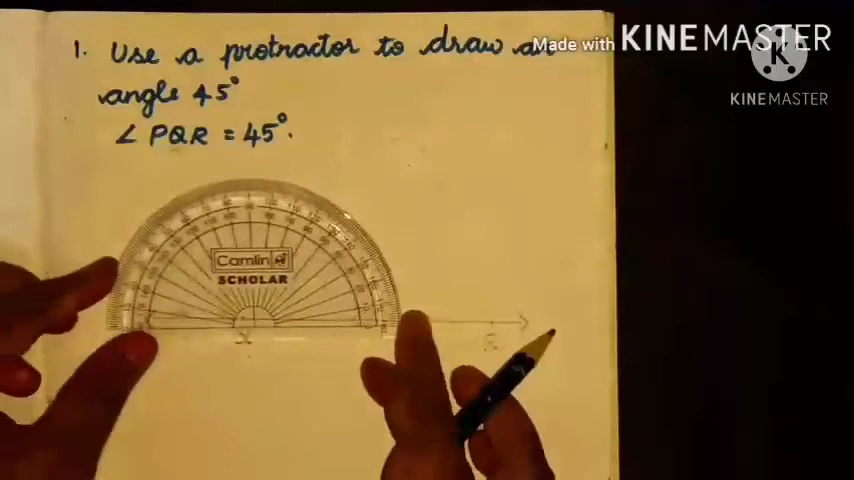 Made with KINEMASTER
KINEMASTER
1. Use a protractor to draw an
angle 45°
∠ PQR = 45°.
Camlin
SCHOLAR
R